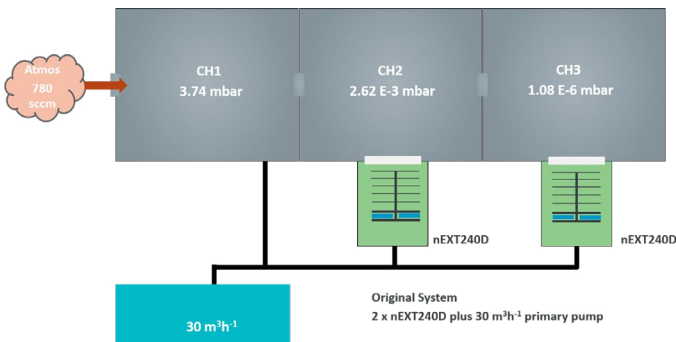 Atmos
780
sccm
CH1
3.74 mbar
CH2
2.62 E-3 mbar
CH3
1.08 E-6 mbar
nEXT240D
nEXT240D
30 m³h⁻¹
Original System
2 x nEXT240D plus 30 m³h⁻¹ primary pump